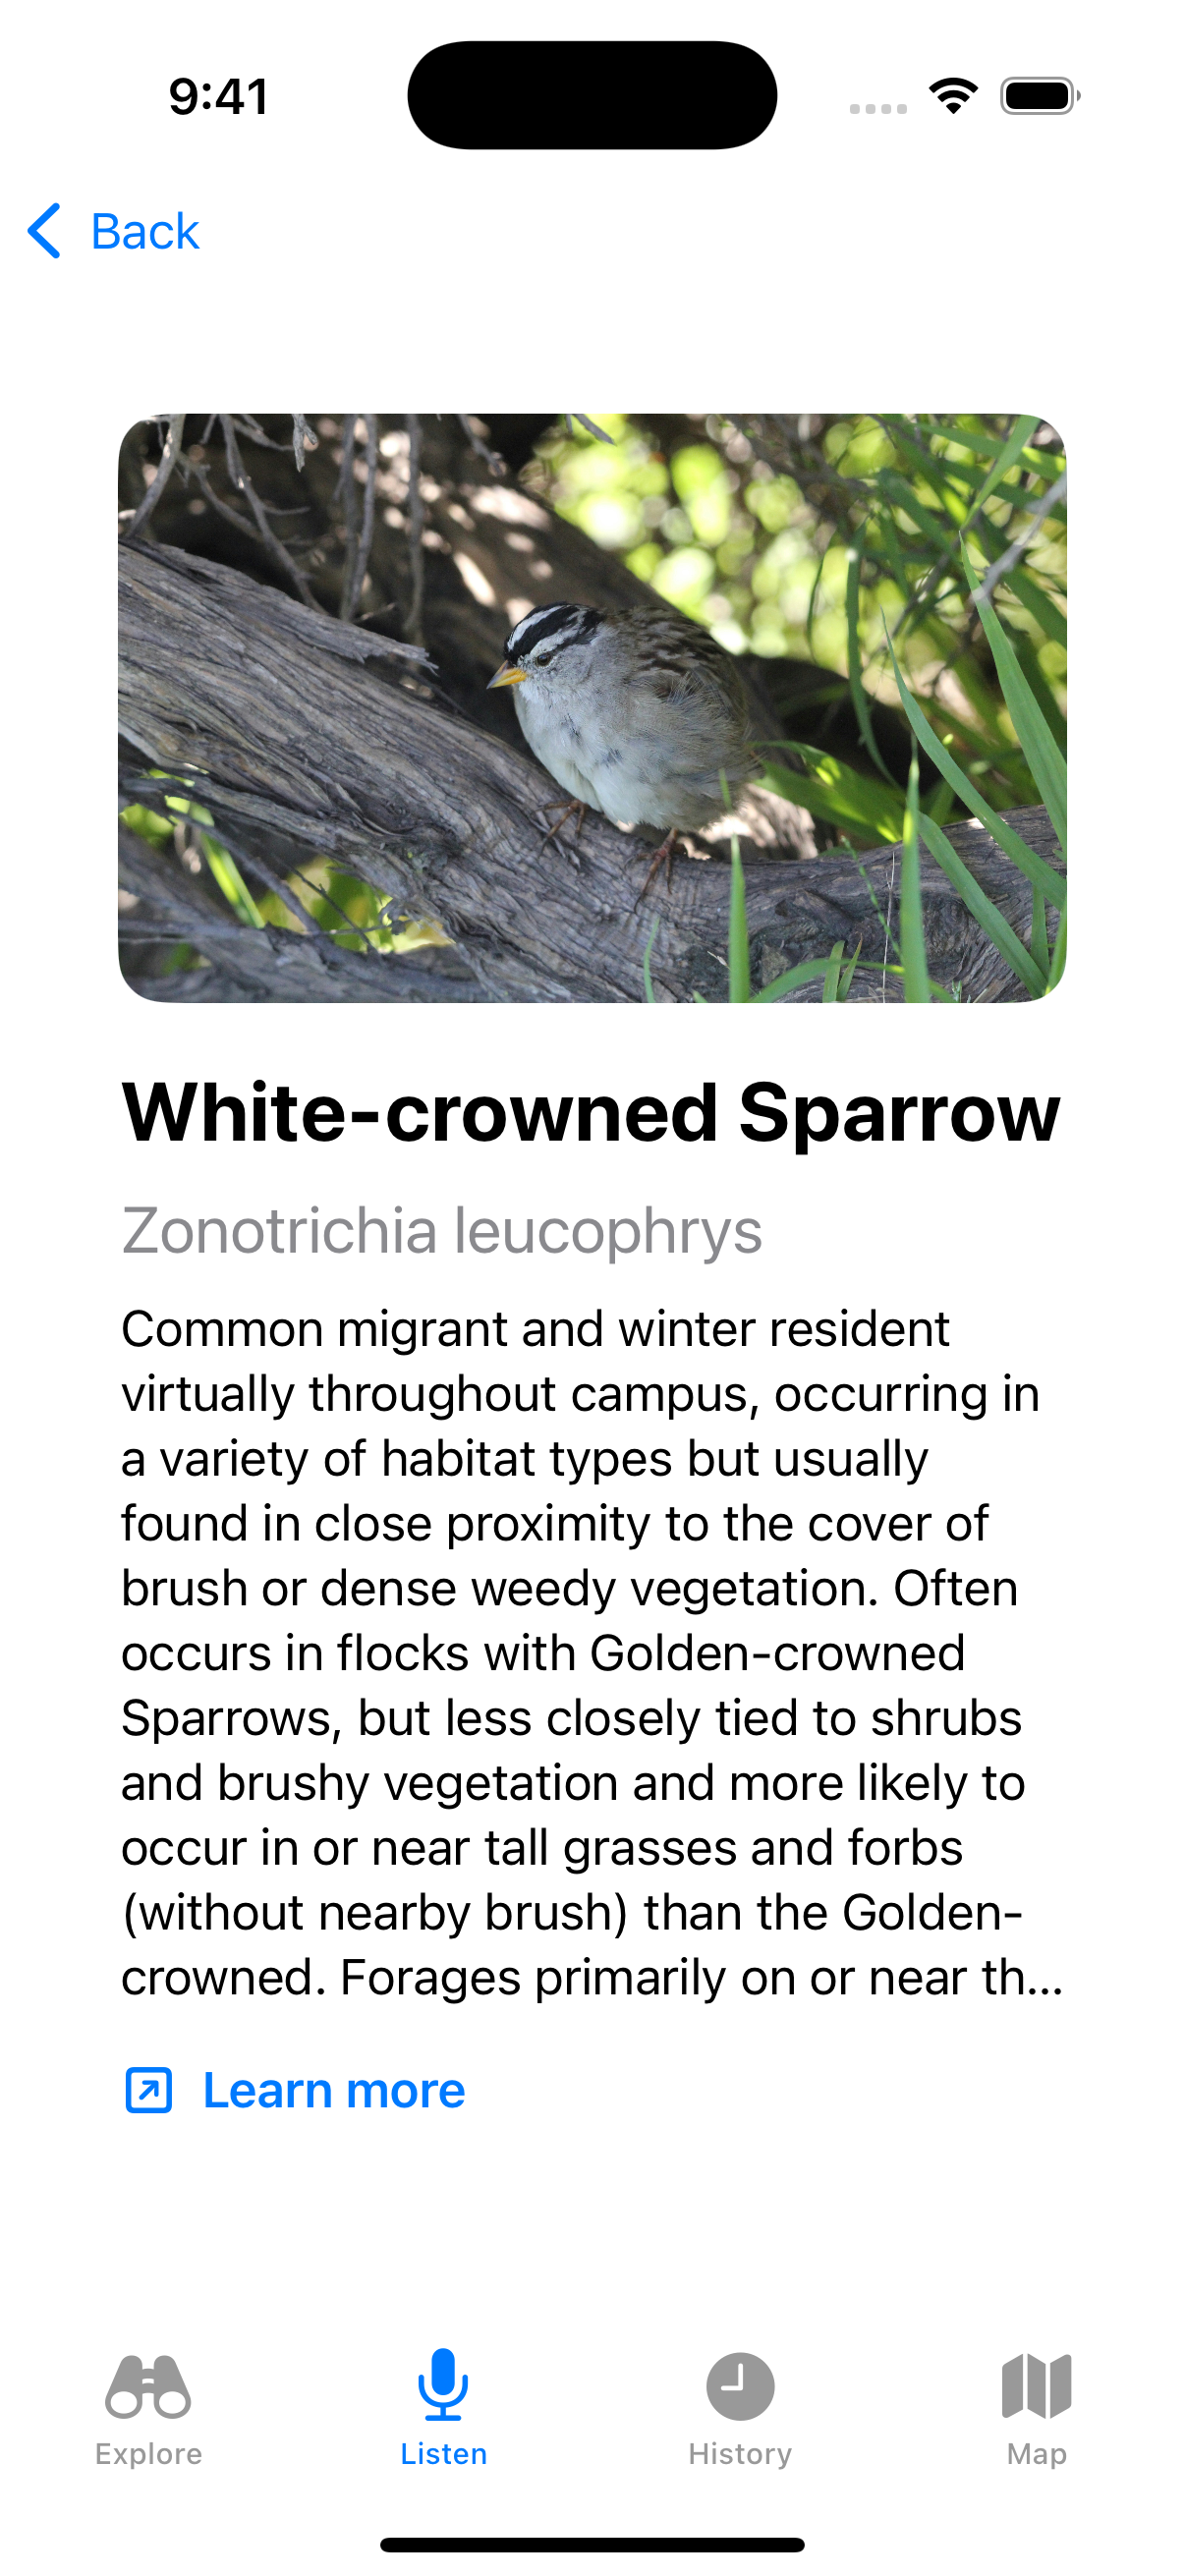 9:41
Back
White-crowned Sparrow
Zonotrichia leucophrys
Common migrant and winter resident
virtually throughout campus, occurring in
a variety of habitat types but usually
found in close proximity to the cover of
brush or dense weedy vegetation. Often
occurs in flocks with Golden-crowned
Sparrows, but less closely tied to shrubs
and brushy vegetation and more likely to
occur in or near tall grasses and forbs
(without nearby brush) than the Golden-
crowned. Forages primarily on or near th...
Learn more
Explore
Listen
History
Map